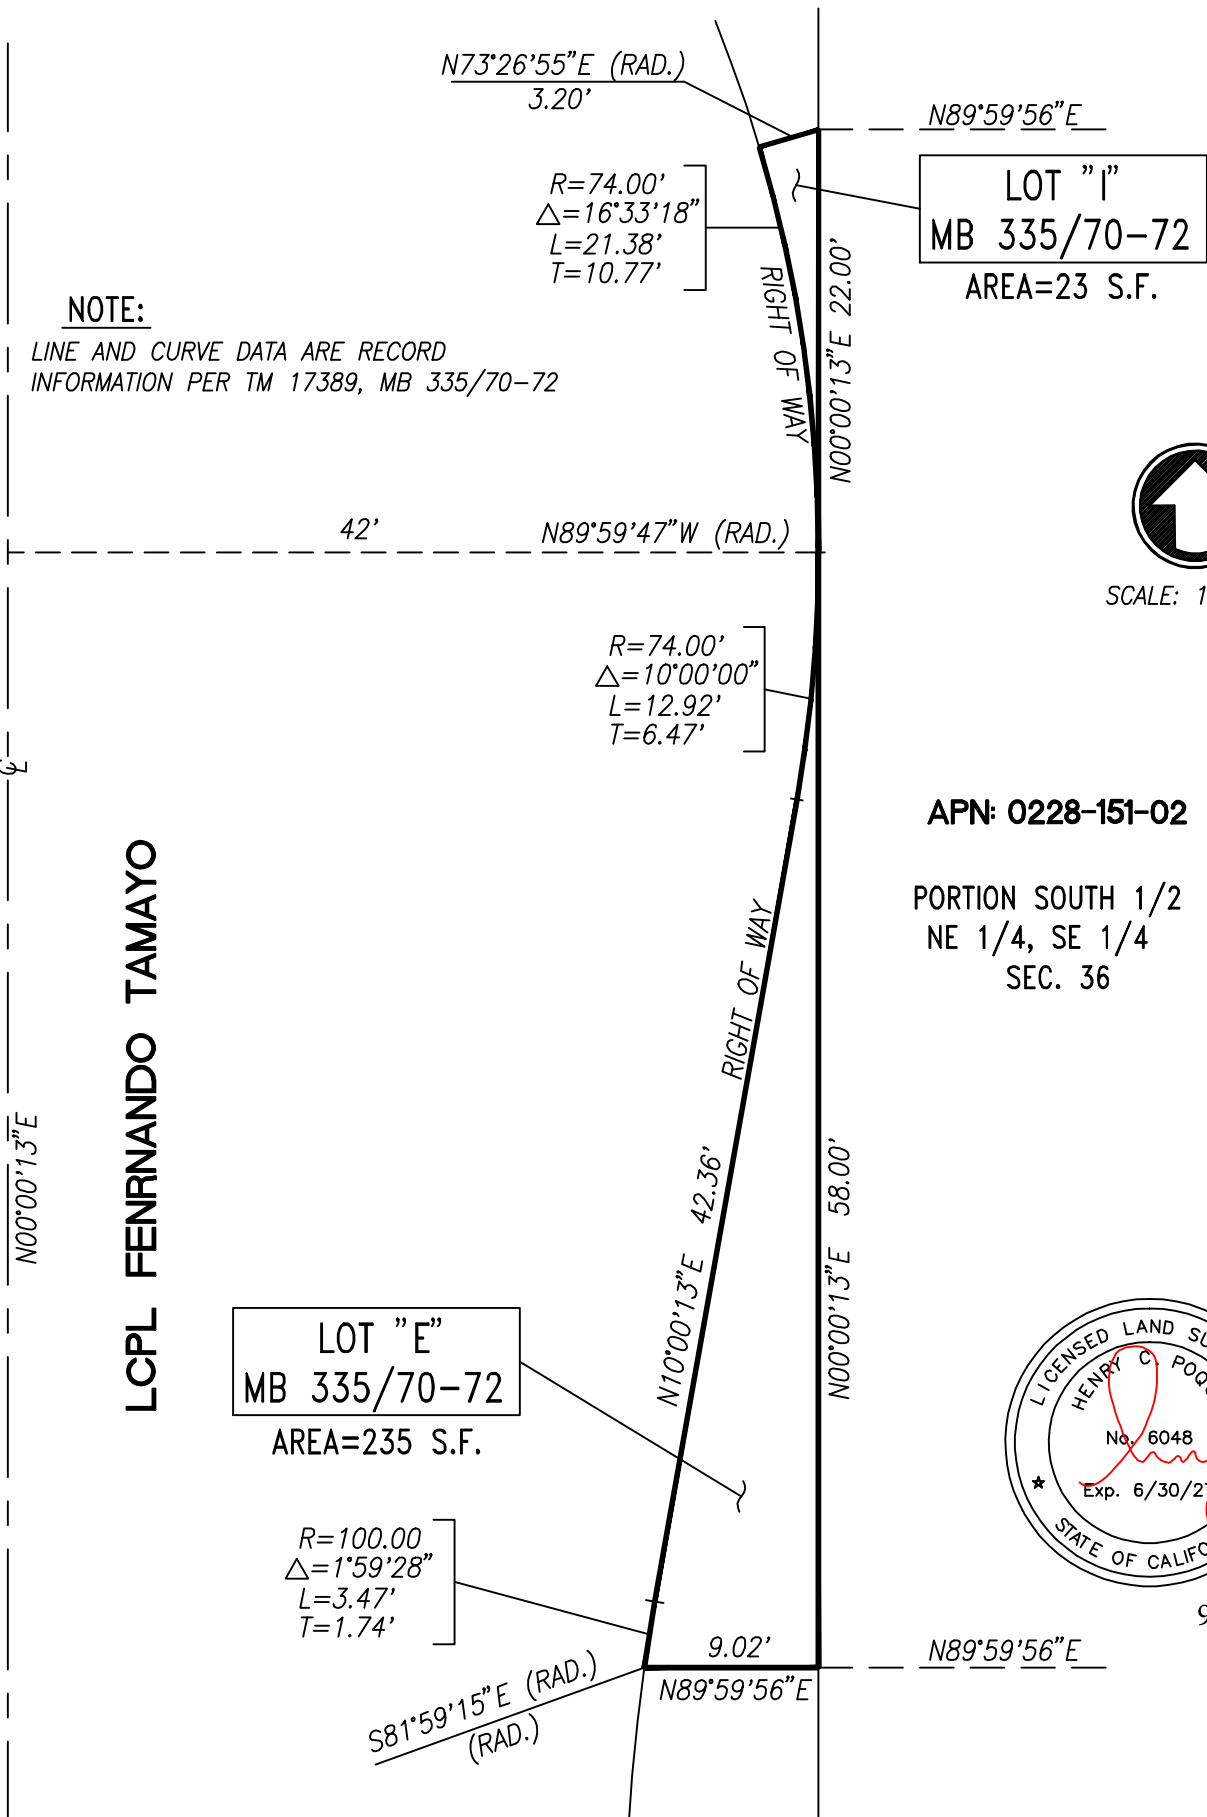 N73°26'55"E (RAD.)
3.20'
N89°59'56"E
LOT "I"
MB 335/70-72
AREA=23 S.F.
R=74.00'
△=16°33'18"
L=21.38'
T=10.77'
RIGHT OF WAY
N00°00'13"E 22.00'
NOTE:
LINE AND CURVE DATA ARE RECORD
INFORMATION PER TM 17389, MB 335/70-72
42'
N89°59'47"W (RAD.)
SCALE: 1
R=74.00'
△=10°00'00"
L=12.92'
T=6.47'
℄
APN: 0228-151-02
PORTION SOUTH 1/2
NE 1/4, SE 1/4
SEC. 36
LCPL FENRNANDO TAMAYO
N00°00'13"E
RIGHT OF WAY
N10°00'13"E 42.36'
N00°00'13"E 58.00'
LOT "E"
MB 335/70-72
AREA=235 S.F.
LICENSED LAND SU
HENRY C. POQ
No. 6048
Exp. 6/30/2
STATE OF CALIFO
9
R=100.00
△=1°59'28"
L=3.47'
T=1.74'
9.02'
N89°59'56"E
N89°59'56"E
S81°59'15"E (RAD.)
(RAD.)